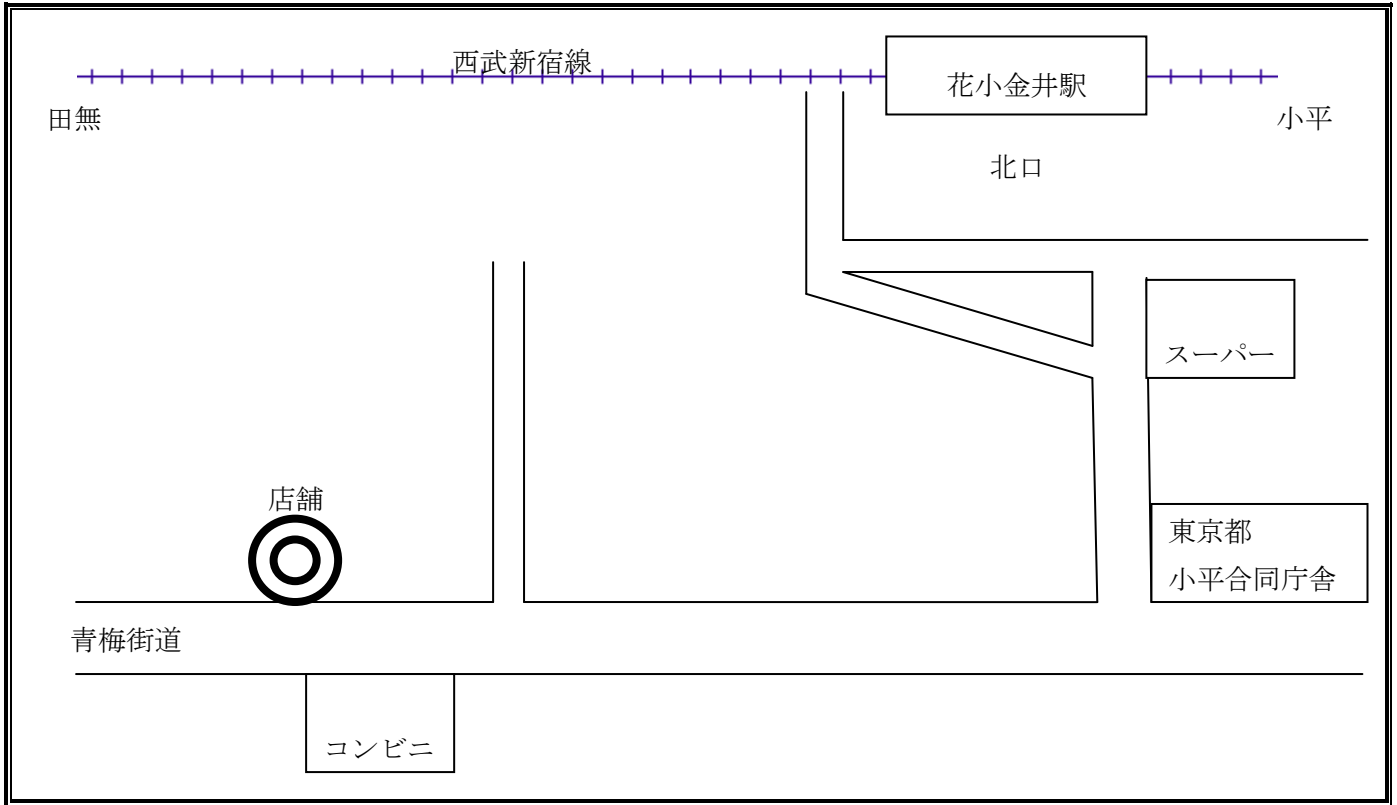 西武新宿線
花小金井駅
田無
小平
北口
スーパー
店舗
東京都
小平合同庁舎
青梅街道
コンビニ